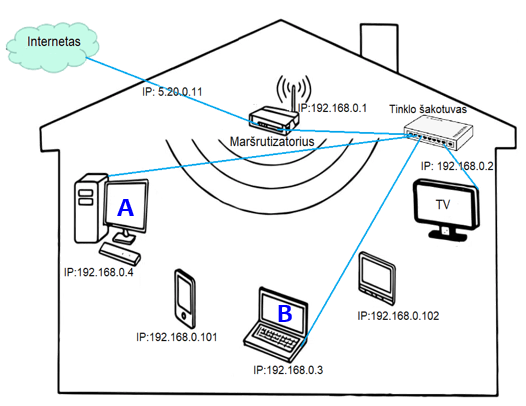 Internetas
IP: 5.20.0.11
IP:192.168.0.1
Tinklo šakotuvas
Maršrutizatorius
IP: 192.168.0.2
A
TV
IP:192.168.0.4
B
IP:192.168.0.102
IP:192.168.0.101
IP:192.168.0.3